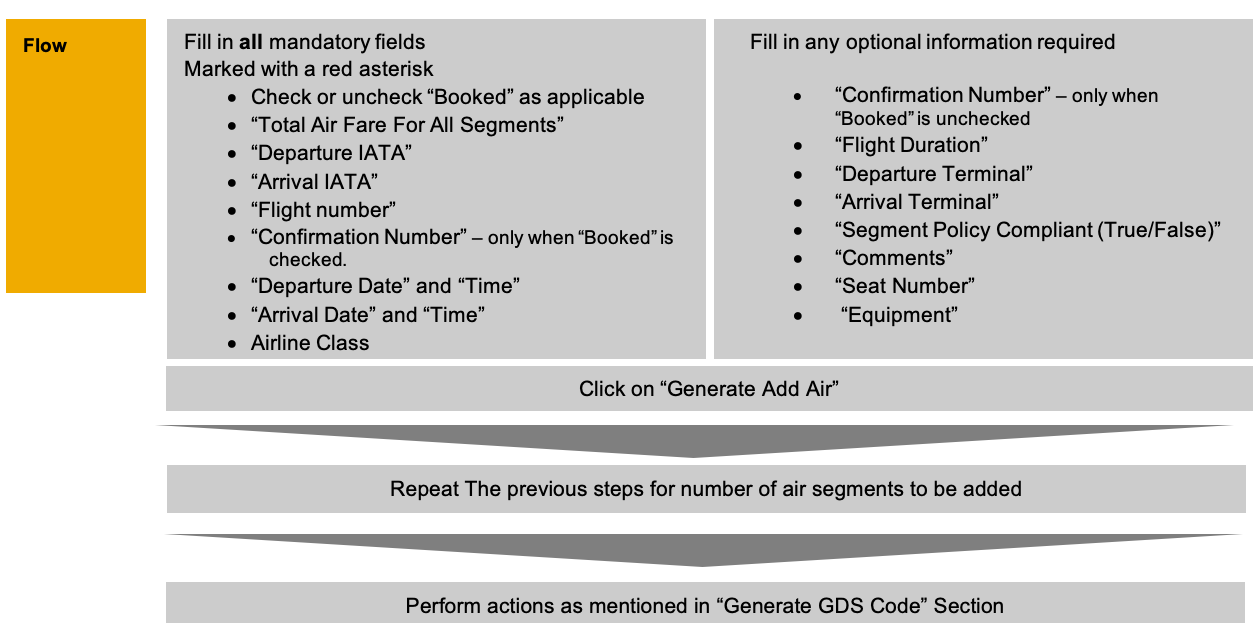 Flow
Fill in all mandatory fields
Marked with a red asterisk
• Check or uncheck “Booked” as applicable
• “Total Air Fare For All Segments”
• “Departure IATA”
• “Arrival IATA”
• “Flight number”
• “Confirmation Number” – only when “Booked” is
checked.
• “Departure Date” and “Time”
• “Arrival Date” and “Time”
• Airline Class
Fill in any optional information required
• “Confirmation Number” – only when
“Booked” is unchecked
• “Flight Duration”
• “Departure Terminal”
• “Arrival Terminal”
• “Segment Policy Compliant (True/False)”
• “Comments”
• “Seat Number”
• “Equipment”
Click on “Generate Add Air”
Repeat The previous steps for number of air segments to be added
Perform actions as mentioned in “Generate GDS Code” Section